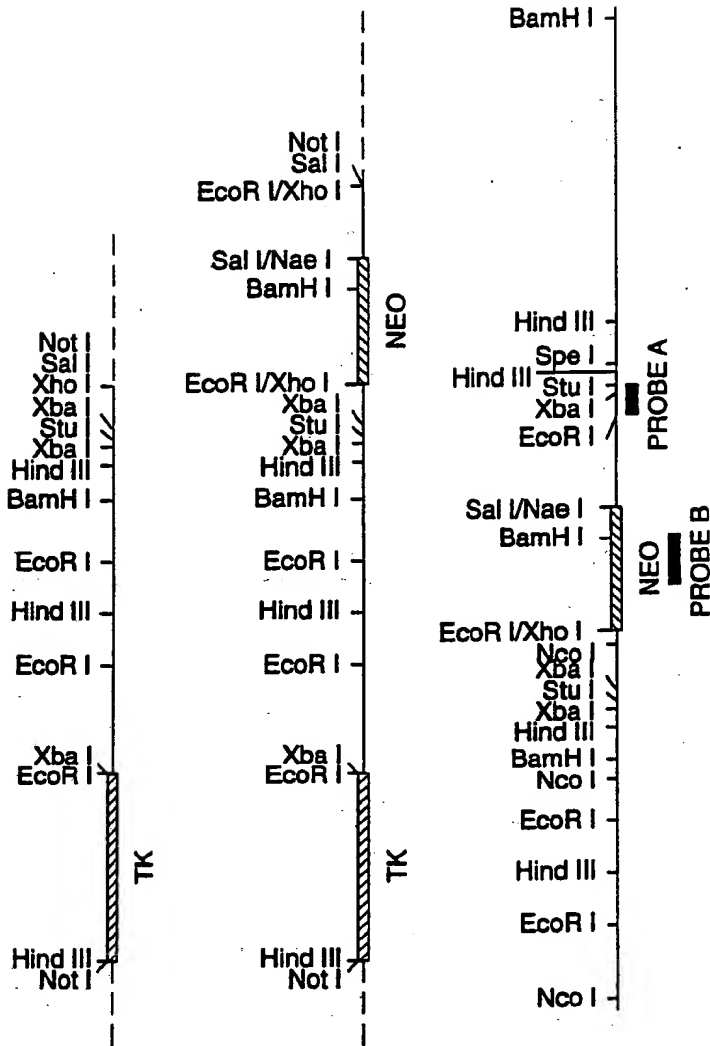 Not I
Sal I
Xho I
Xba I
Stu I
Xba I
Hind III
BamH I
EcoR I
Hind III
EcoR I
Xba I
EcoR I
TK
Hind III
Not I
Not I
Sal I
EcoR I/Xho I
Sal I/Nae I
BamH I
NEO
EcoR I/Xho I
Xba I
Stu I
Xba I
Hind III
BamH I
EcoR I
Hind III
EcoR I
Xba I
EcoR I
TK
Hind III
Not I
BamH I
Hind III
Spe I
Hind III
Stu I
Xba I
EcoR I
PROBE A
Sal I/Nae I
BamH I
NEO
PROBE B
EcoR I/Xho I
Nco I
Xba I
Stu I
Xba I
Hind III
BamH I
Nco I
EcoR I
Hind III
EcoR I
Nco I